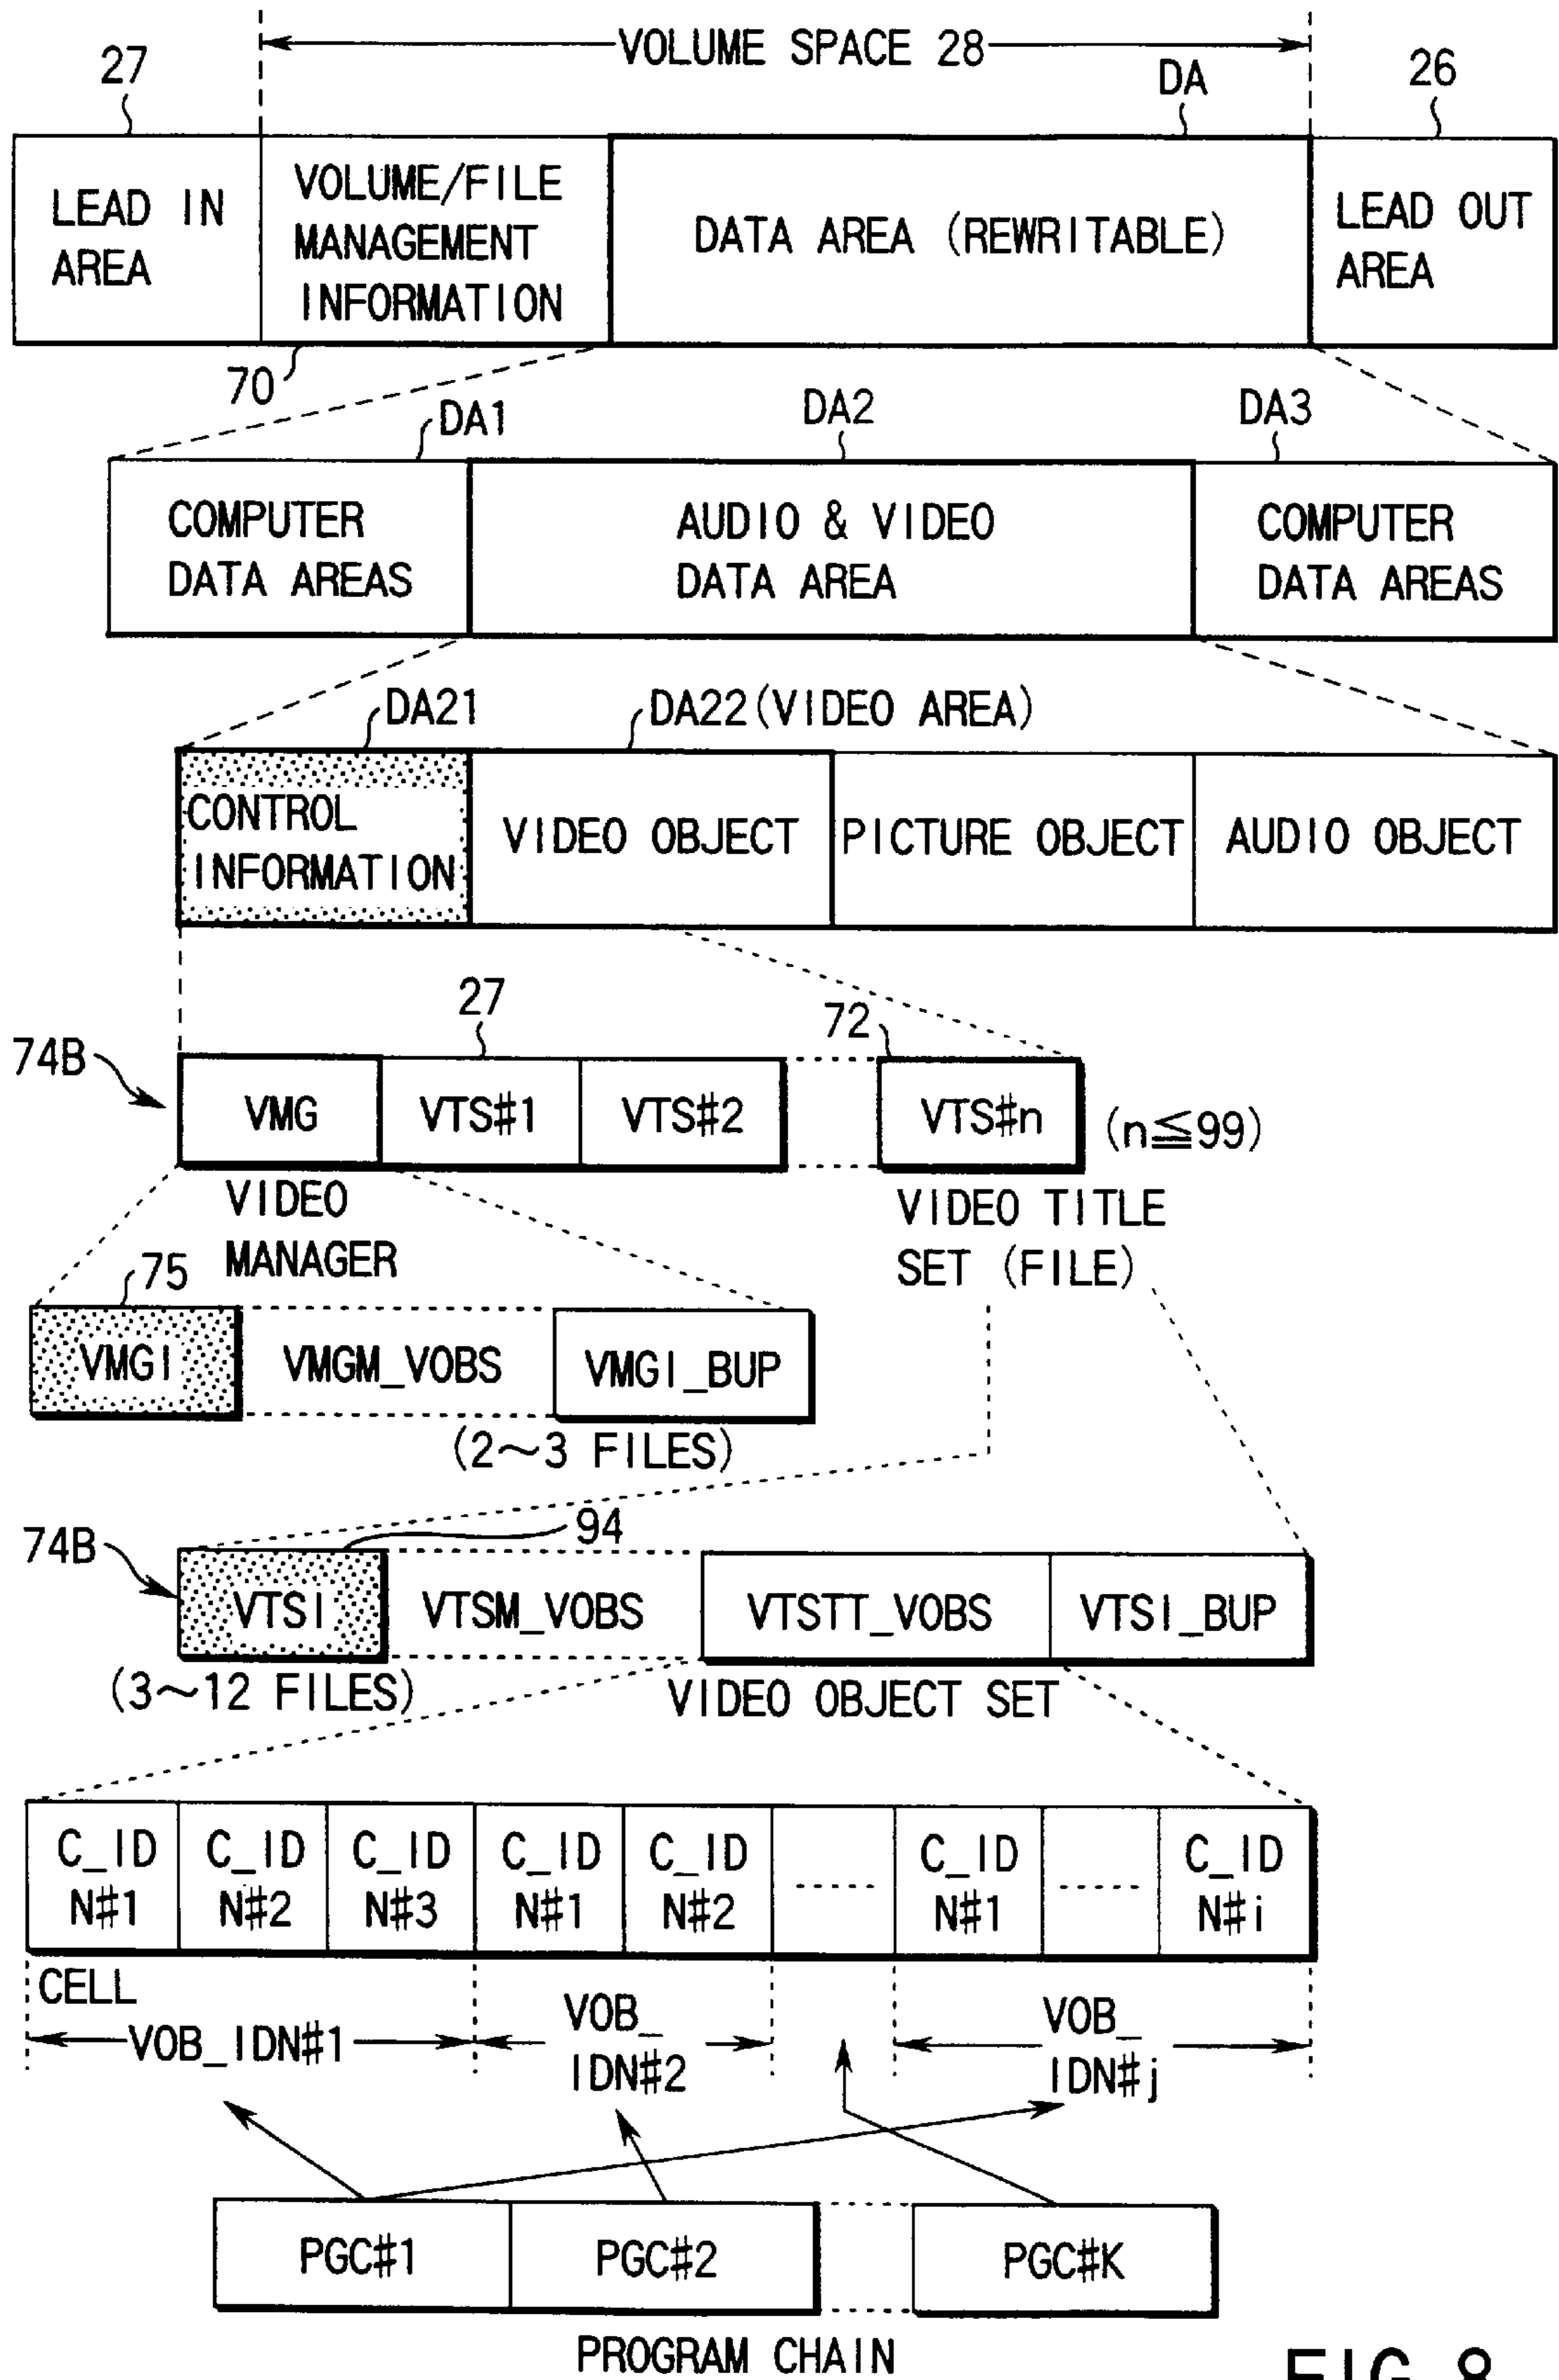 VOLUME SPACE 28
27
DA
26
LEAD IN
AREA
VOLUME/FILE
MANAGEMENT
INFORMATION
DATA AREA (REWRITABLE)
LEAD OUT
AREA
70
DA1
DA2
DA3
COMPUTER
DATA AREAS
AUDIO & VIDEO
DATA AREA
COMPUTER
DATA AREAS
DA21
DA22(VIDEO AREA)
CONTROL
INFORMATION
VIDEO OBJECT
PICTURE OBJECT
AUDIO OBJECT
27
72
74B
VMG
VTS#1
VTS#2
VTS#n
(n≦99)
VIDEO
MANAGER
VIDEO TITLE
SET (FILE)
75
VMGI
VMGM_VOBS
VMGI_BUP
(2~3 FILES)
94
74B
VTSI
VTSM_VOBS
VTSTT_VOBS
VTSI_BUP
(3~12 FILES)
VIDEO OBJECT SET
C_ID
N#1
C_ID
N#2
C_ID
N#3
C_ID
N#1
C_ID
N#2
C_ID
N#1
C_ID
N#i
CELL
VOB_IDN#1
VOB_
IDN#2
VOB_
IDN#j
PGC#1
PGC#2
PGC#K
PROGRAM CHAIN
FIG.8